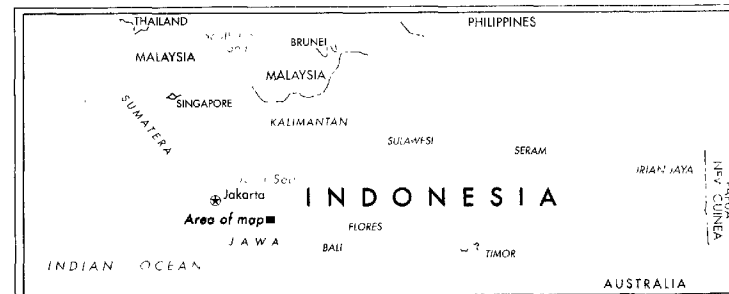 THAILAND
PHILIPPINES
BRUNEI
MALAYSIA
MALAYSIA
SINGAPORE
SUMATERA
KALIMANTAN
SULAWESI
SERAM
IRIAN JAYA
NEW GUINEA
Jakarta
INDONESIA
Area of map
FLORES
JAWA
BALI
TIMOR
INDIAN OCEAN
AUSTRALIA